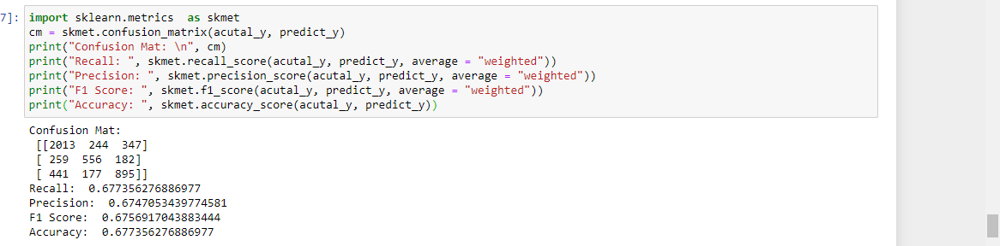 7]: import sklearn.metrics  as skmet
cm = skmet.confusion_matrix(acutal_y, predict_y)
print("Confusion Mat: \n", cm)
print("Recall: ", skmet.recall_score(acutal_y, predict_y, average = "weighted"))
print("Precision: ", skmet.precision_score(acutal_y, predict_y, average = "weighted"))
print("F1 Score: ", skmet.f1_score(acutal_y, predict_y, average = "weighted"))
print("Accuracy: ", skmet.accuracy_score(acutal_y, predict_y))
Confusion Mat:
 [[2013  244  347]
 [ 259  556  182]
 [ 441  177  895]]
Recall:  0.677356276886977
Precision:  0.6747053439774581
F1 Score:  0.6756917043883444
Accuracy:  0.677356276886977